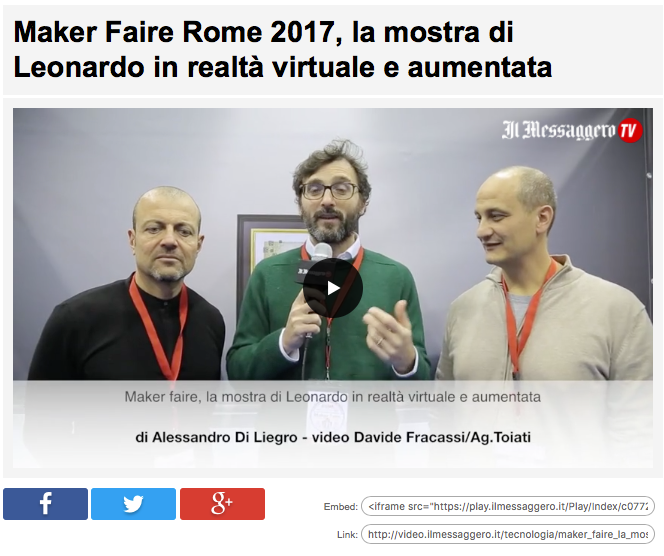 Maker Faire Rome 2017, la mostra di
Leonardo in realtà virtuale e aumentata
Il Messaggero TV
Maker faire, la mostra di Leonardo in realtà virtuale e aumentata
di Alessandro Di Liegro - video Davide Fracassi/Ag.Toiati
f
g+
Embed: <iframe src="https://play.ilmessaggero.it/Play/Index/c0772
Link: http://video.ilmessaggero.it/tecnologia/maker_faire_la_mos